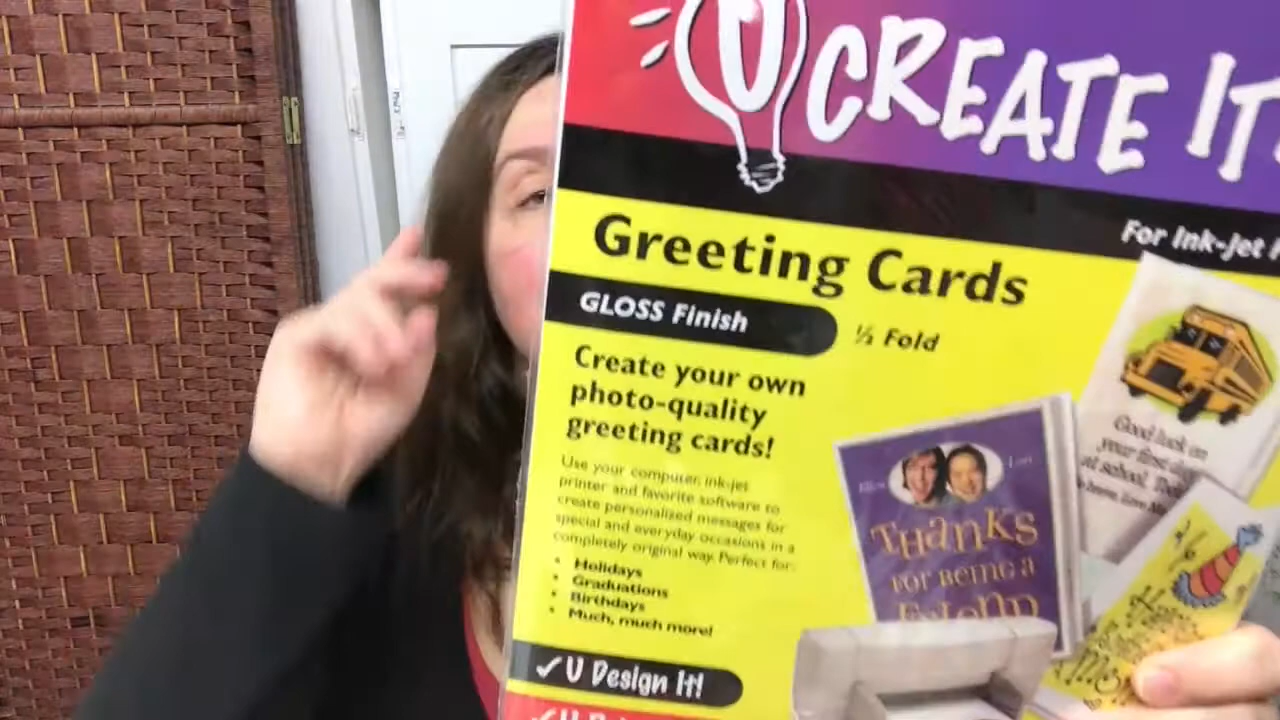 U CREATE IT
For Ink-Jet
Greeting Cards
GLOSS Finish
½ Fold
Create your own
photo-quality
greeting cards!
Use your computer, ink-jet
printer and favorite software to
create personalized messages for
special and everyday occasions in a
completely original way. Perfect for:
• Holidays
• Graduations
• Birthdays
• Much, much more!
✓ U Design It!
✓ U
Good luck on
your first
at school,
Ellen
Lori
THANKS
FOR BEING A
FRIEND